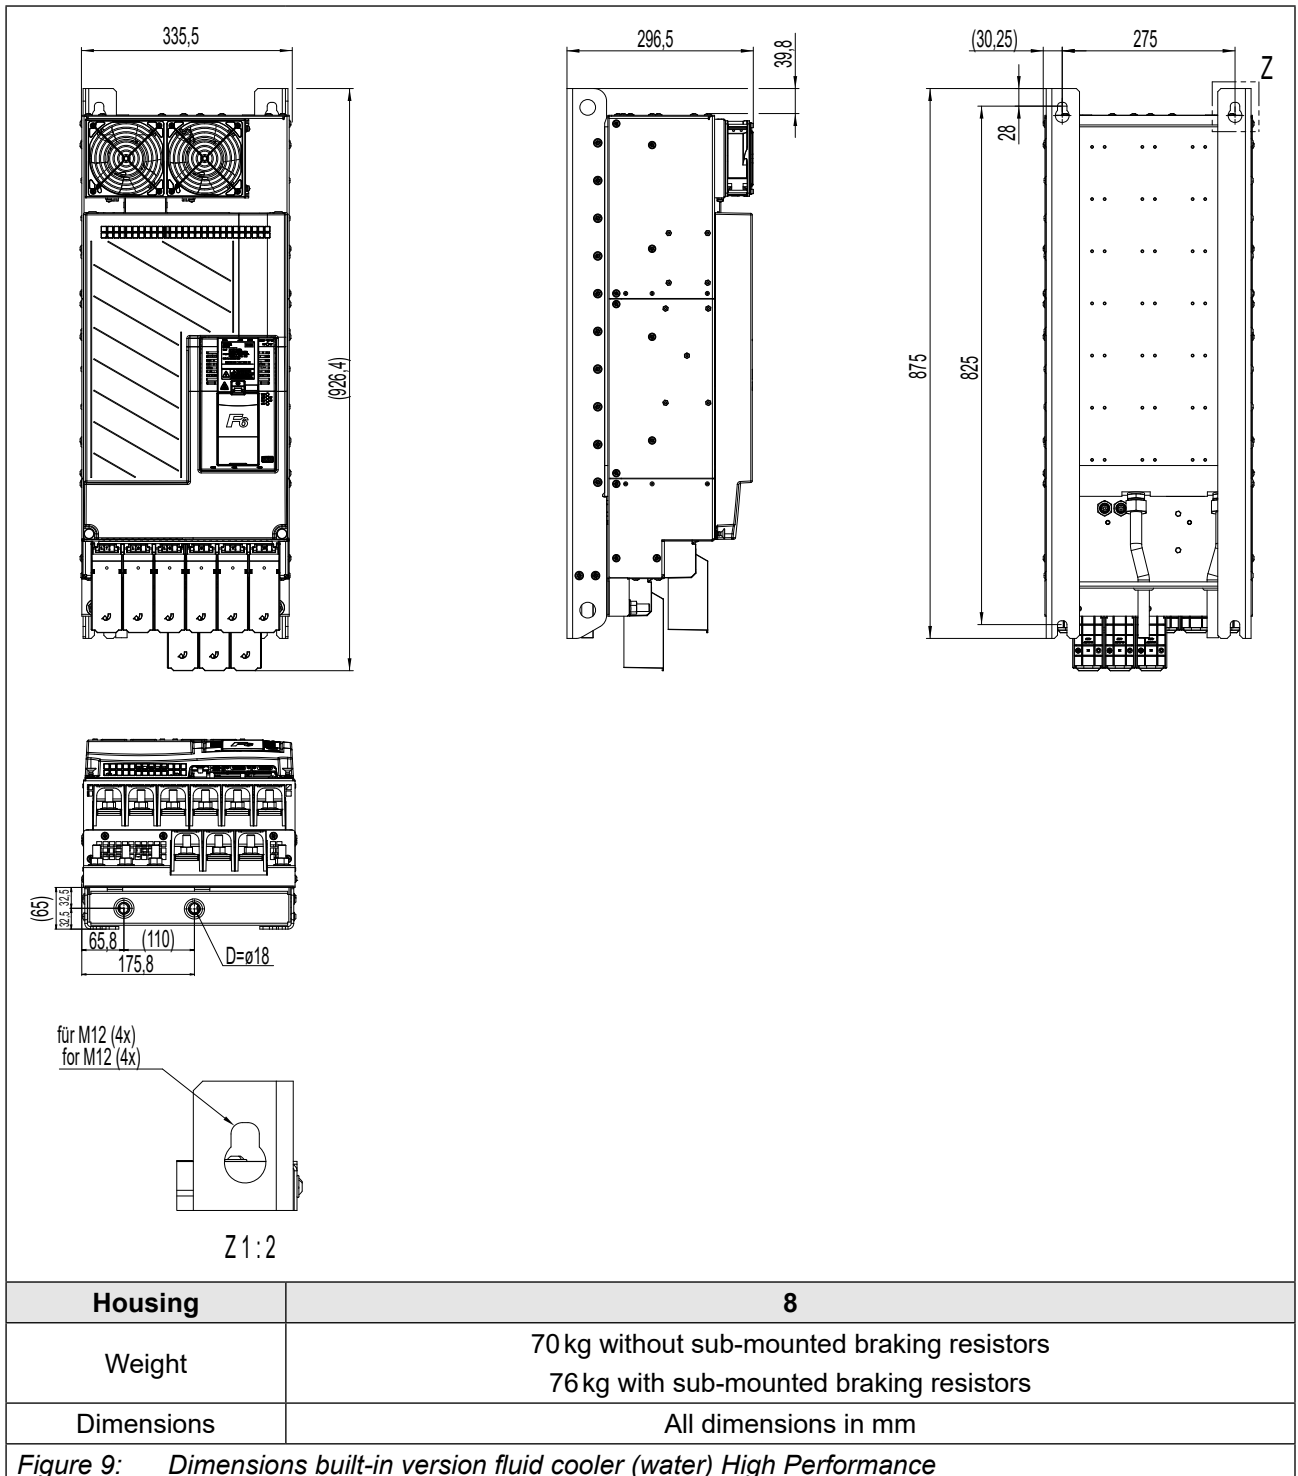 335,5
296,5
39,8
(30,25)
275
Z
28
(926,4)
875
825
F6
(65)
32,5
32,5
65,8
(110)
175,8
D=ø18
für M12 (4x)
for M12 (4x)
Z 1 : 2
Housing 8
Weight
70 kg without sub-mounted braking resistors
76 kg with sub-mounted braking resistors
Dimensions All dimensions in mm
Figure 9: Dimensions built-in version fluid cooler (water) High Performance